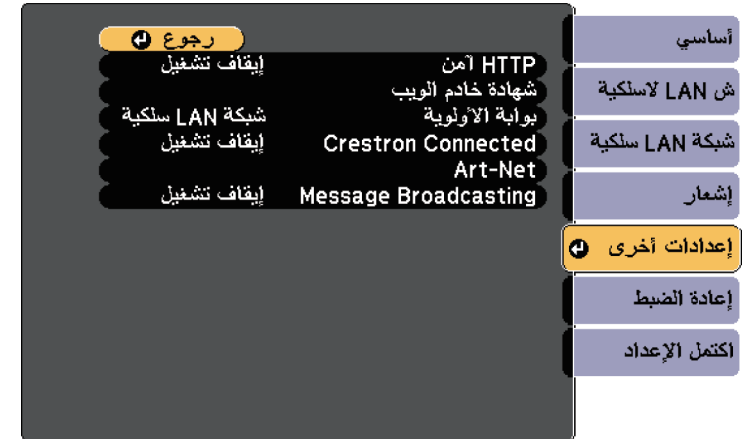 أساسي
ش LAN لاسلكية
شبكة LAN سلكية
إشعار
إعدادات أخرى
إعادة الضبط
اكتمل الإعداد
رجوع
HTTP آمن إيقاف تشغيل
شهادة خادم الويب
بوابة الأولوية شبكة LAN سلكية
Crestron Connected إيقاف تشغيل
Art-Net
Message Broadcasting إيقاف تشغيل